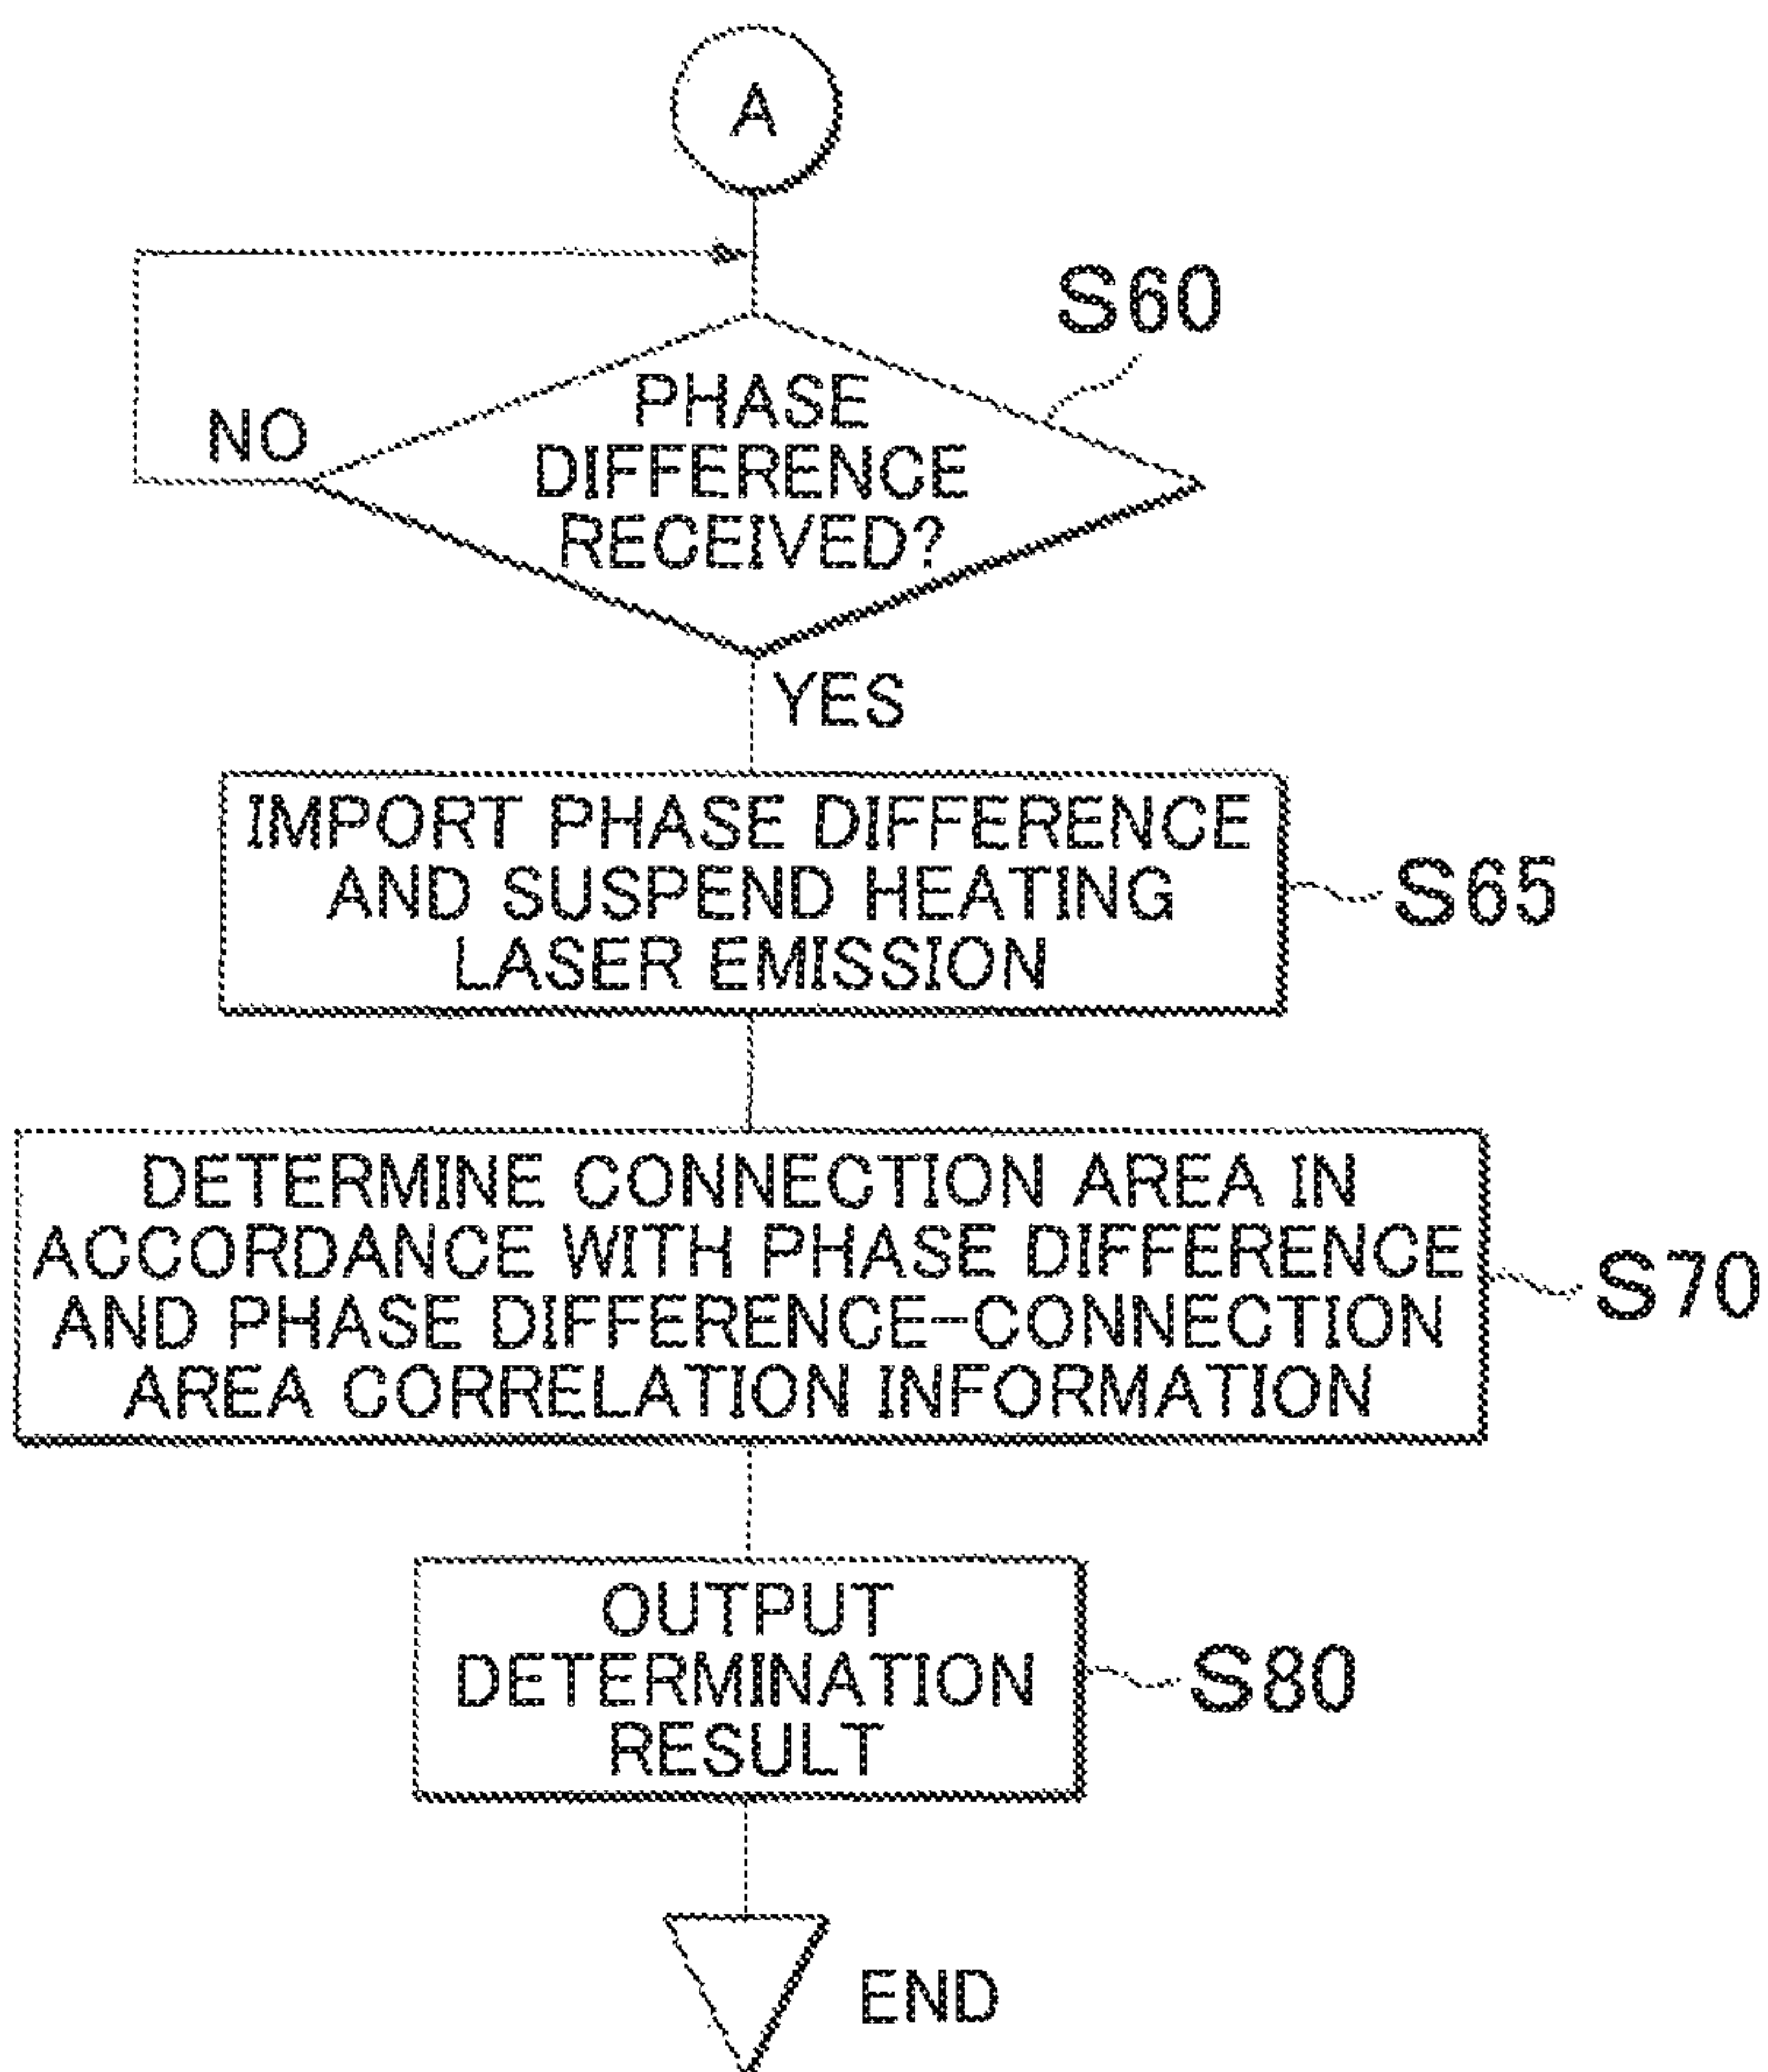 A
S60
PHASE
DIFFERENCE
RECEIVED?
NO
YES
IMPORT PHASE DIFFERENCE
AND SUSPEND HEATING
LASER EMISSION
S65
DETERMINE CONNECTION AREA IN
ACCORDANCE WITH PHASE DIFFERENCE
AND PHASE DIFFERENCE-CONNECTION
AREA CORRELATION INFORMATION
S70
OUTPUT
DETERMINATION
RESULT
S80
END